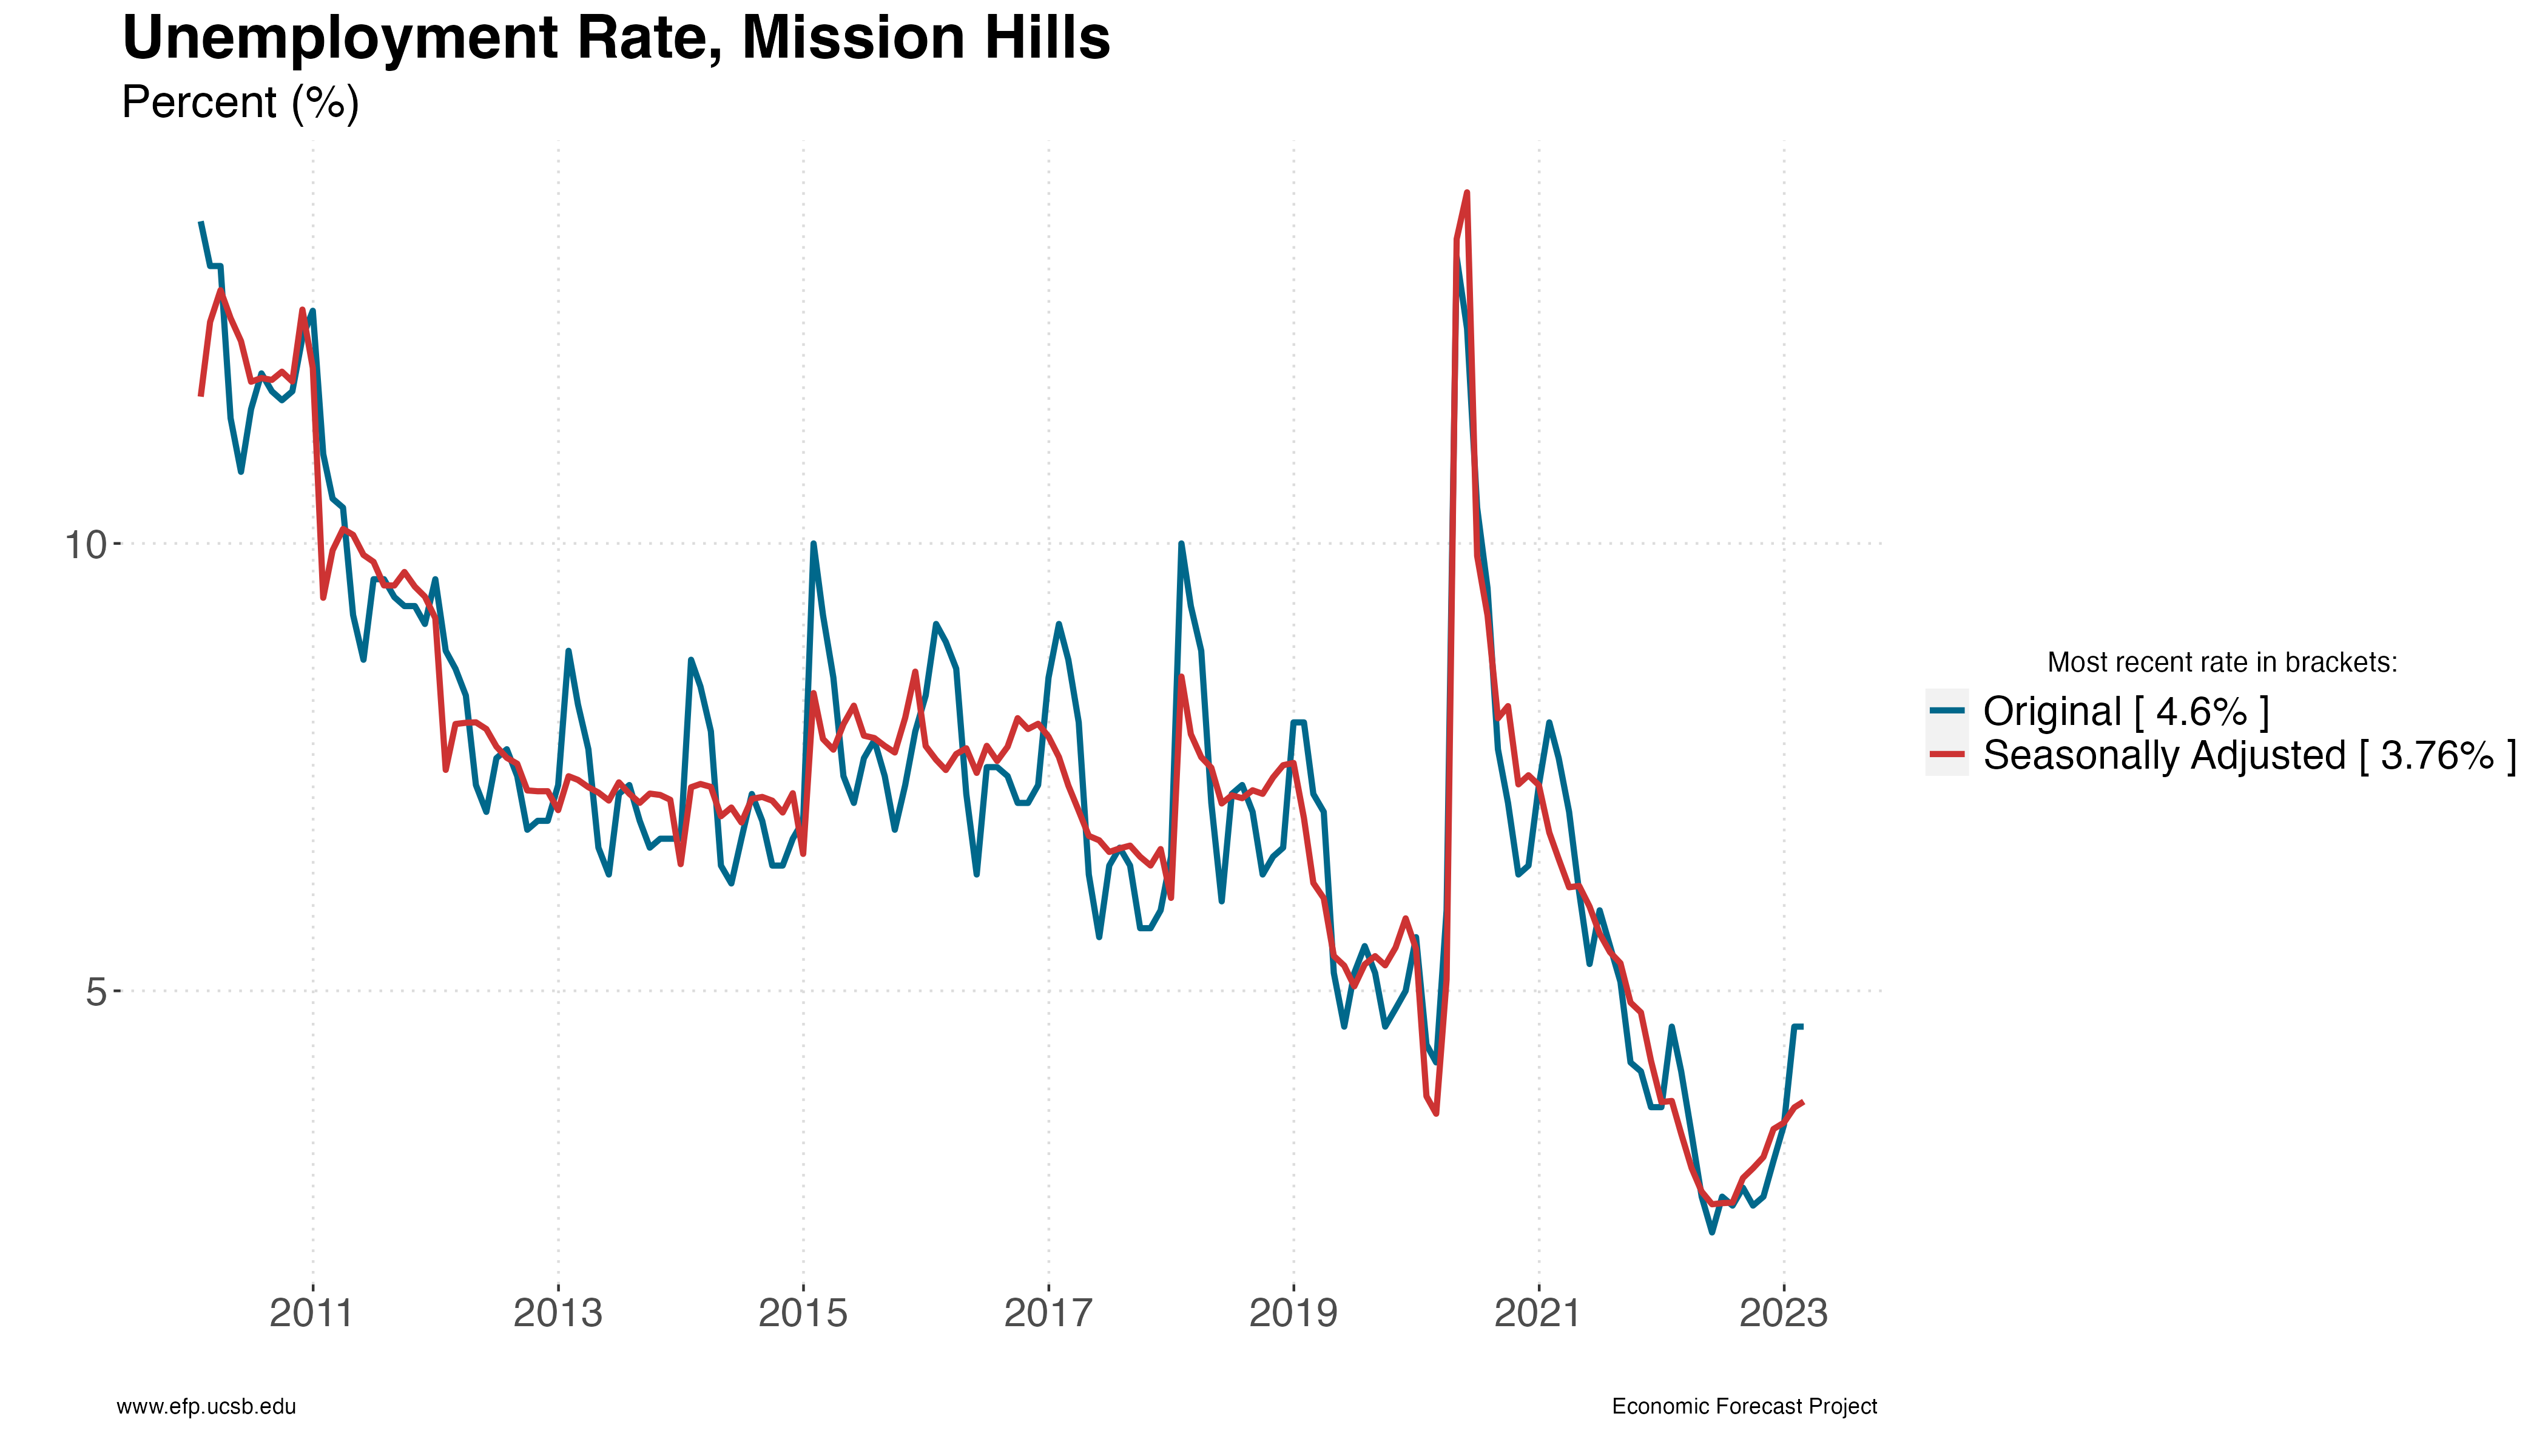 Unemployment Rate, Mission Hills
Percent (%)
10
5
2011 2013 2015 2017 2019 2021 2023
Most recent rate in brackets:
Original [ 4.6% ]
Seasonally Adjusted [ 3.76% ]
www.efp.ucsb.edu
Economic Forecast Project